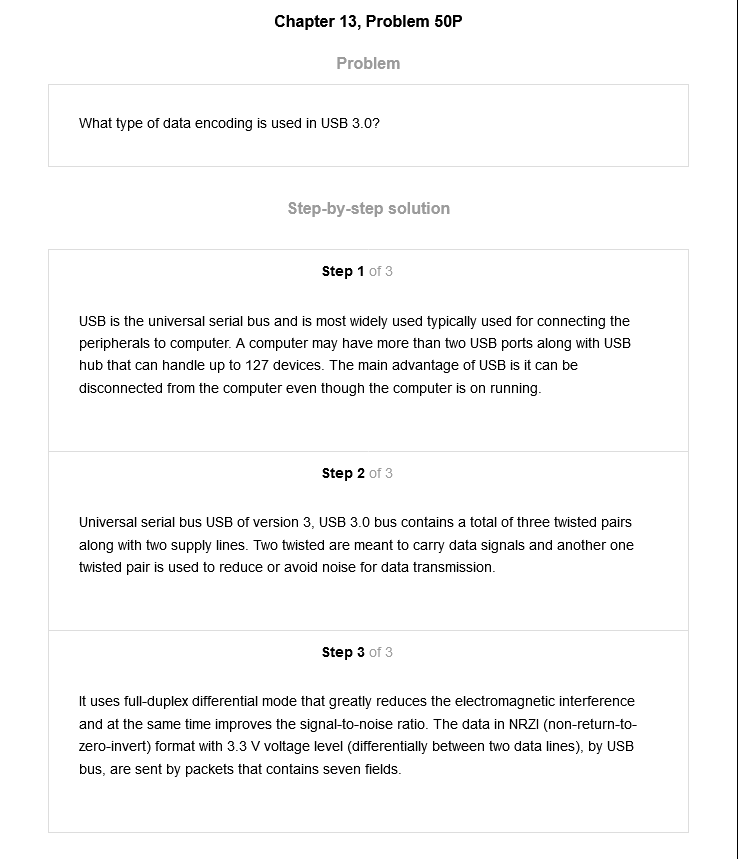 Chapter 13, Problem 50P
Problem
What type of data encoding is used in USB 3.0?
Step-by-step solution
Step 1 of 3
USB is the universal serial bus and is most widely used typically used for connecting the
peripherals to computer. A computer may have more than two USB ports along with USB
hub that can handle up to 127 devices. The main advantage of USB is it can be
disconnected from the computer even though the computer is on running.
Step 2 of 3
Universal serial bus USB of version 3, USB 3.0 bus contains a total of three twisted pairs
along with two supply lines. Two twisted are meant to carry data signals and another one
twisted pair is used to reduce or avoid noise for data transmission.
Step 3 of 3
It uses full-duplex differential mode that greatly reduces the electromagnetic interference
and at the same time improves the signal-to-noise ratio. The data in NRZI (non-return-to-
zero-invert) format with 3.3 V voltage level (differentially between two data lines), by USB
bus, are sent by packets that contains seven fields.